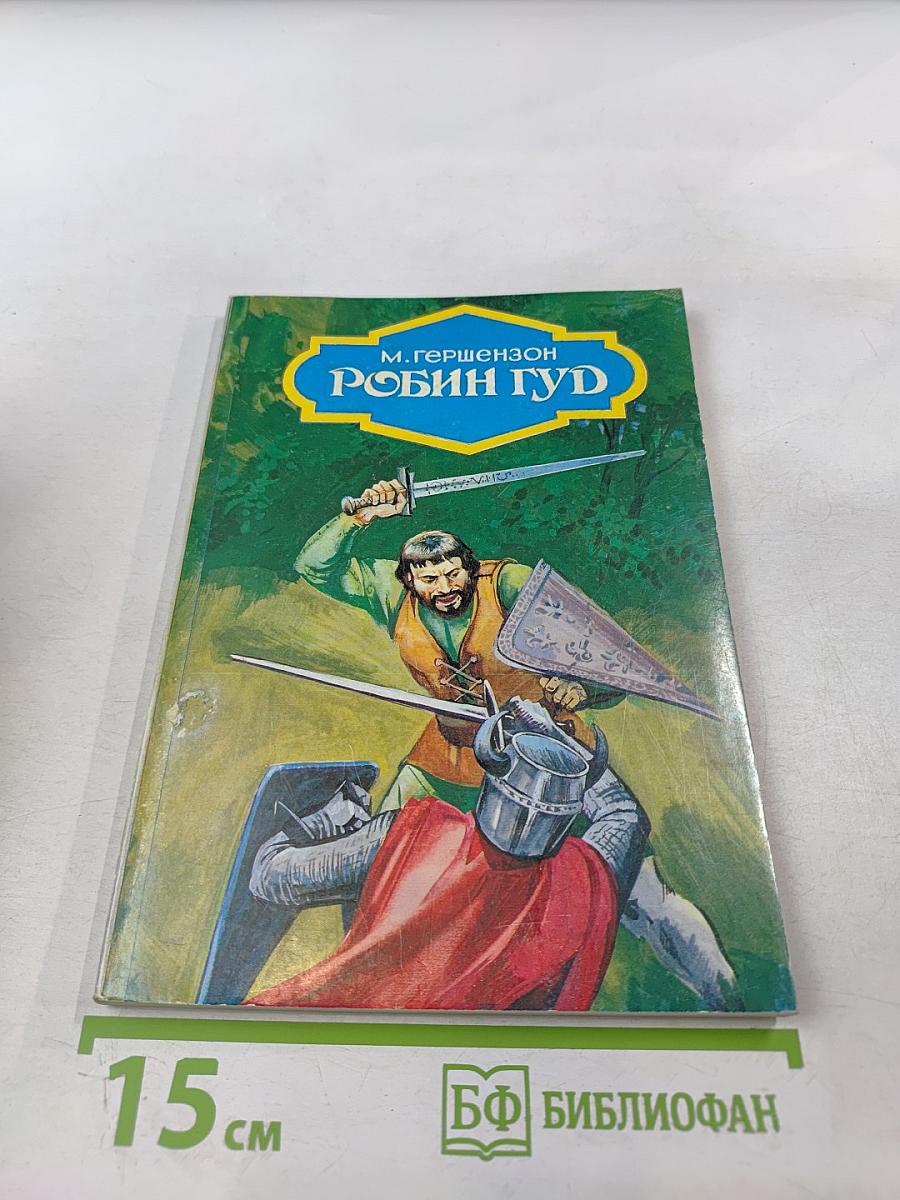 М. ГЕРШЕНЗОН
РОБИН ГУД
15 см
БФ БИБЛИОФАН